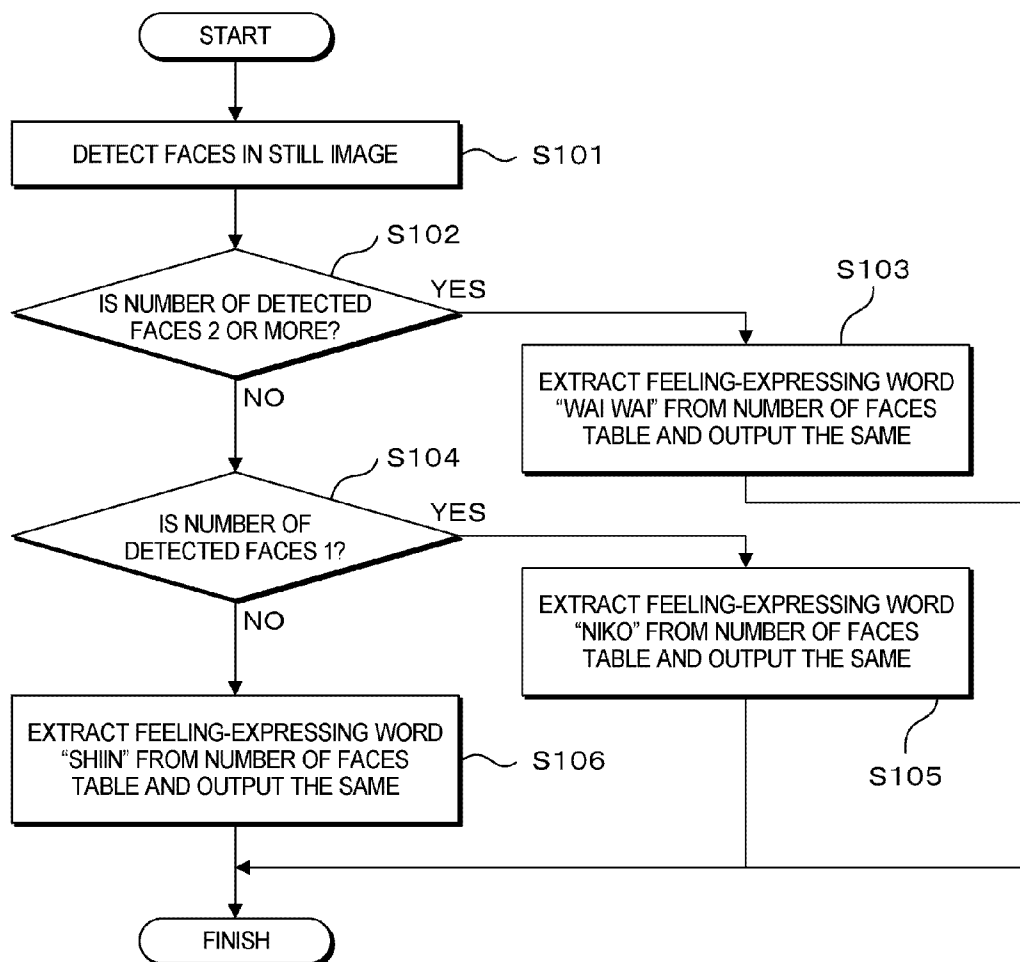 START
DETECT FACES IN STILL IMAGE
S101
S102
IS NUMBER OF DETECTED
FACES 2 OR MORE?
YES
NO
S103
EXTRACT FEELING-EXPRESSING WORD
“WAI WAI” FROM NUMBER OF FACES
TABLE AND OUTPUT THE SAME
S104
IS NUMBER OF
DETECTED FACES 1?
YES
NO
EXTRACT FEELING-EXPRESSING WORD
“NIKO” FROM NUMBER OF FACES
TABLE AND OUTPUT THE SAME
S105
EXTRACT FEELING-EXPRESSING WORD
“SHIIN” FROM NUMBER OF FACES
TABLE AND OUTPUT THE SAME
S106
FINISH